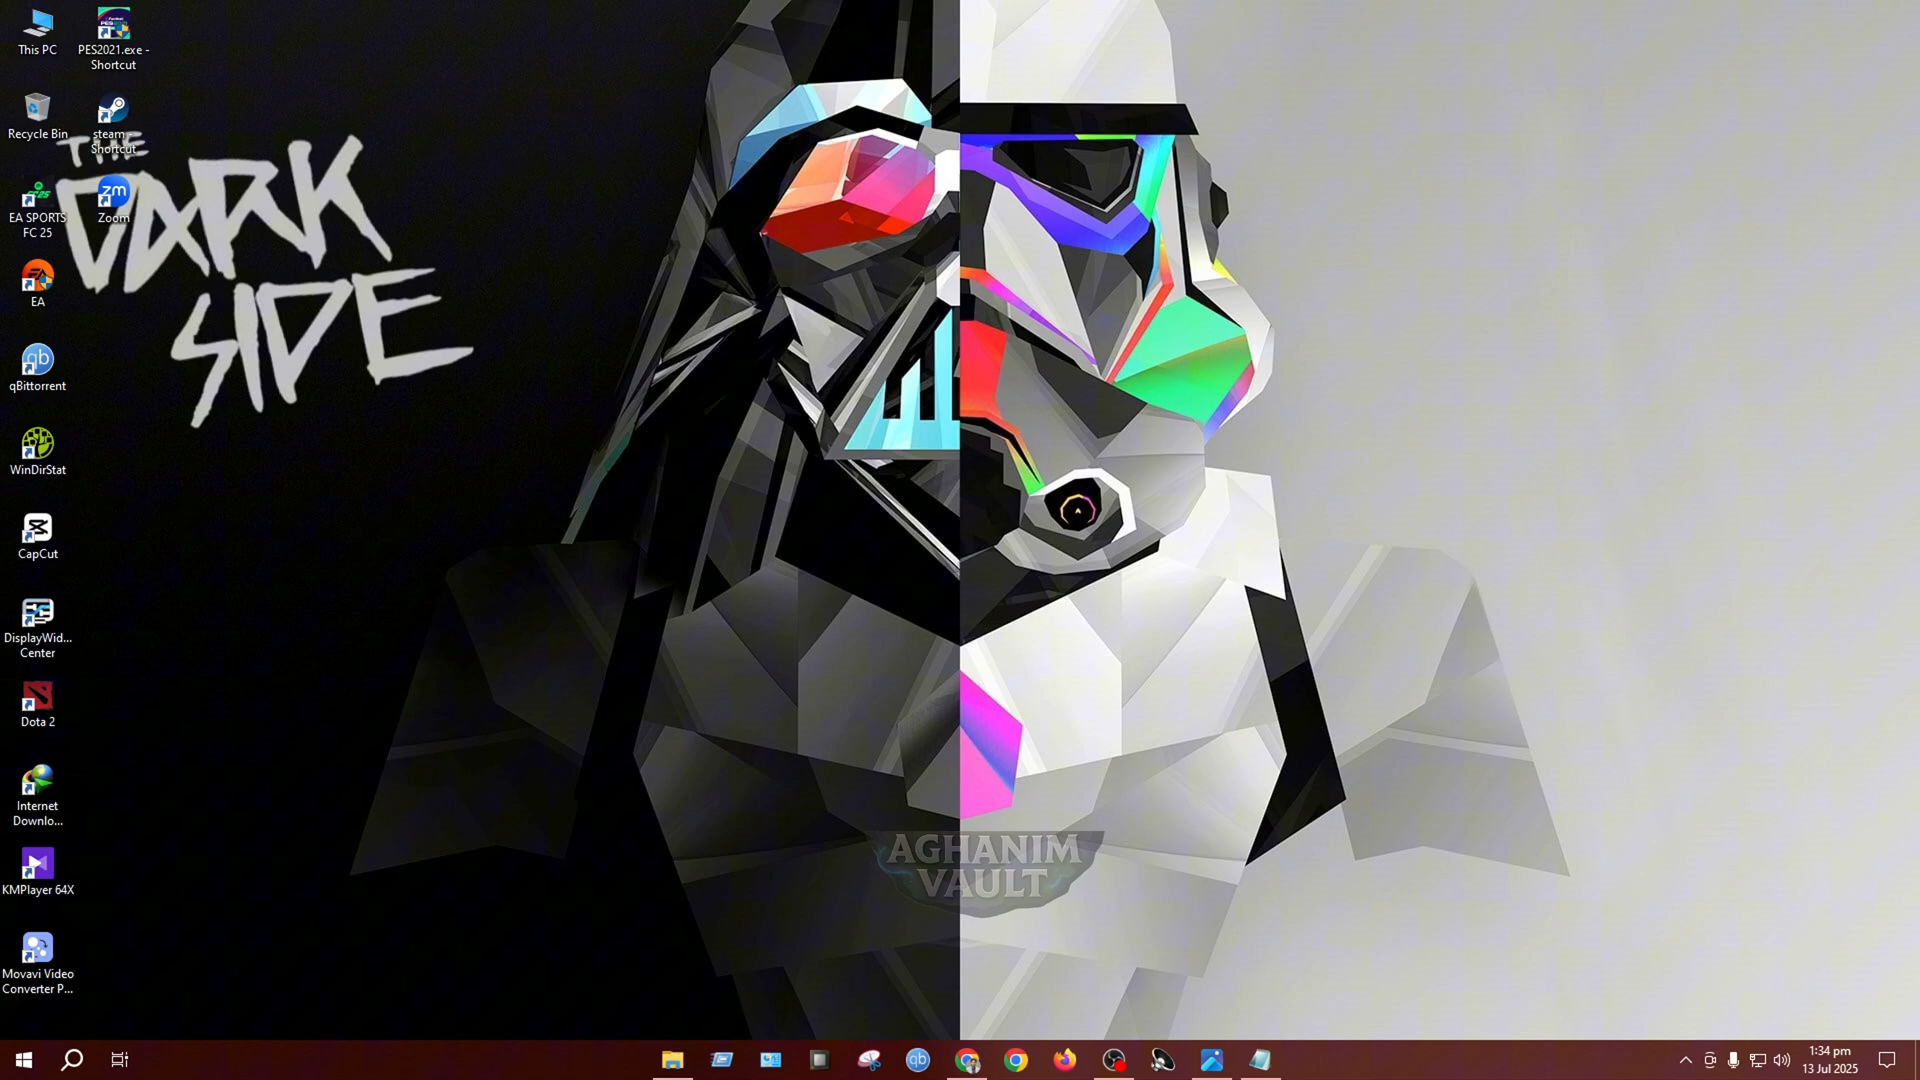 This PC
PES2021.exe - Shortcut
Recycle Bin
steam - Shortcut
EA SPORTS FC 25
Zoom
EA
qBittorrent
WinDirStat
CapCut
DisplayWid... Center
Dota 2
Internet Downlo...
KMPlayer 64X
Movavi Video Converter P...
THE
DARK
SIDE
AGHANIM
VAULT
1:34 pm
13 Jul 2025